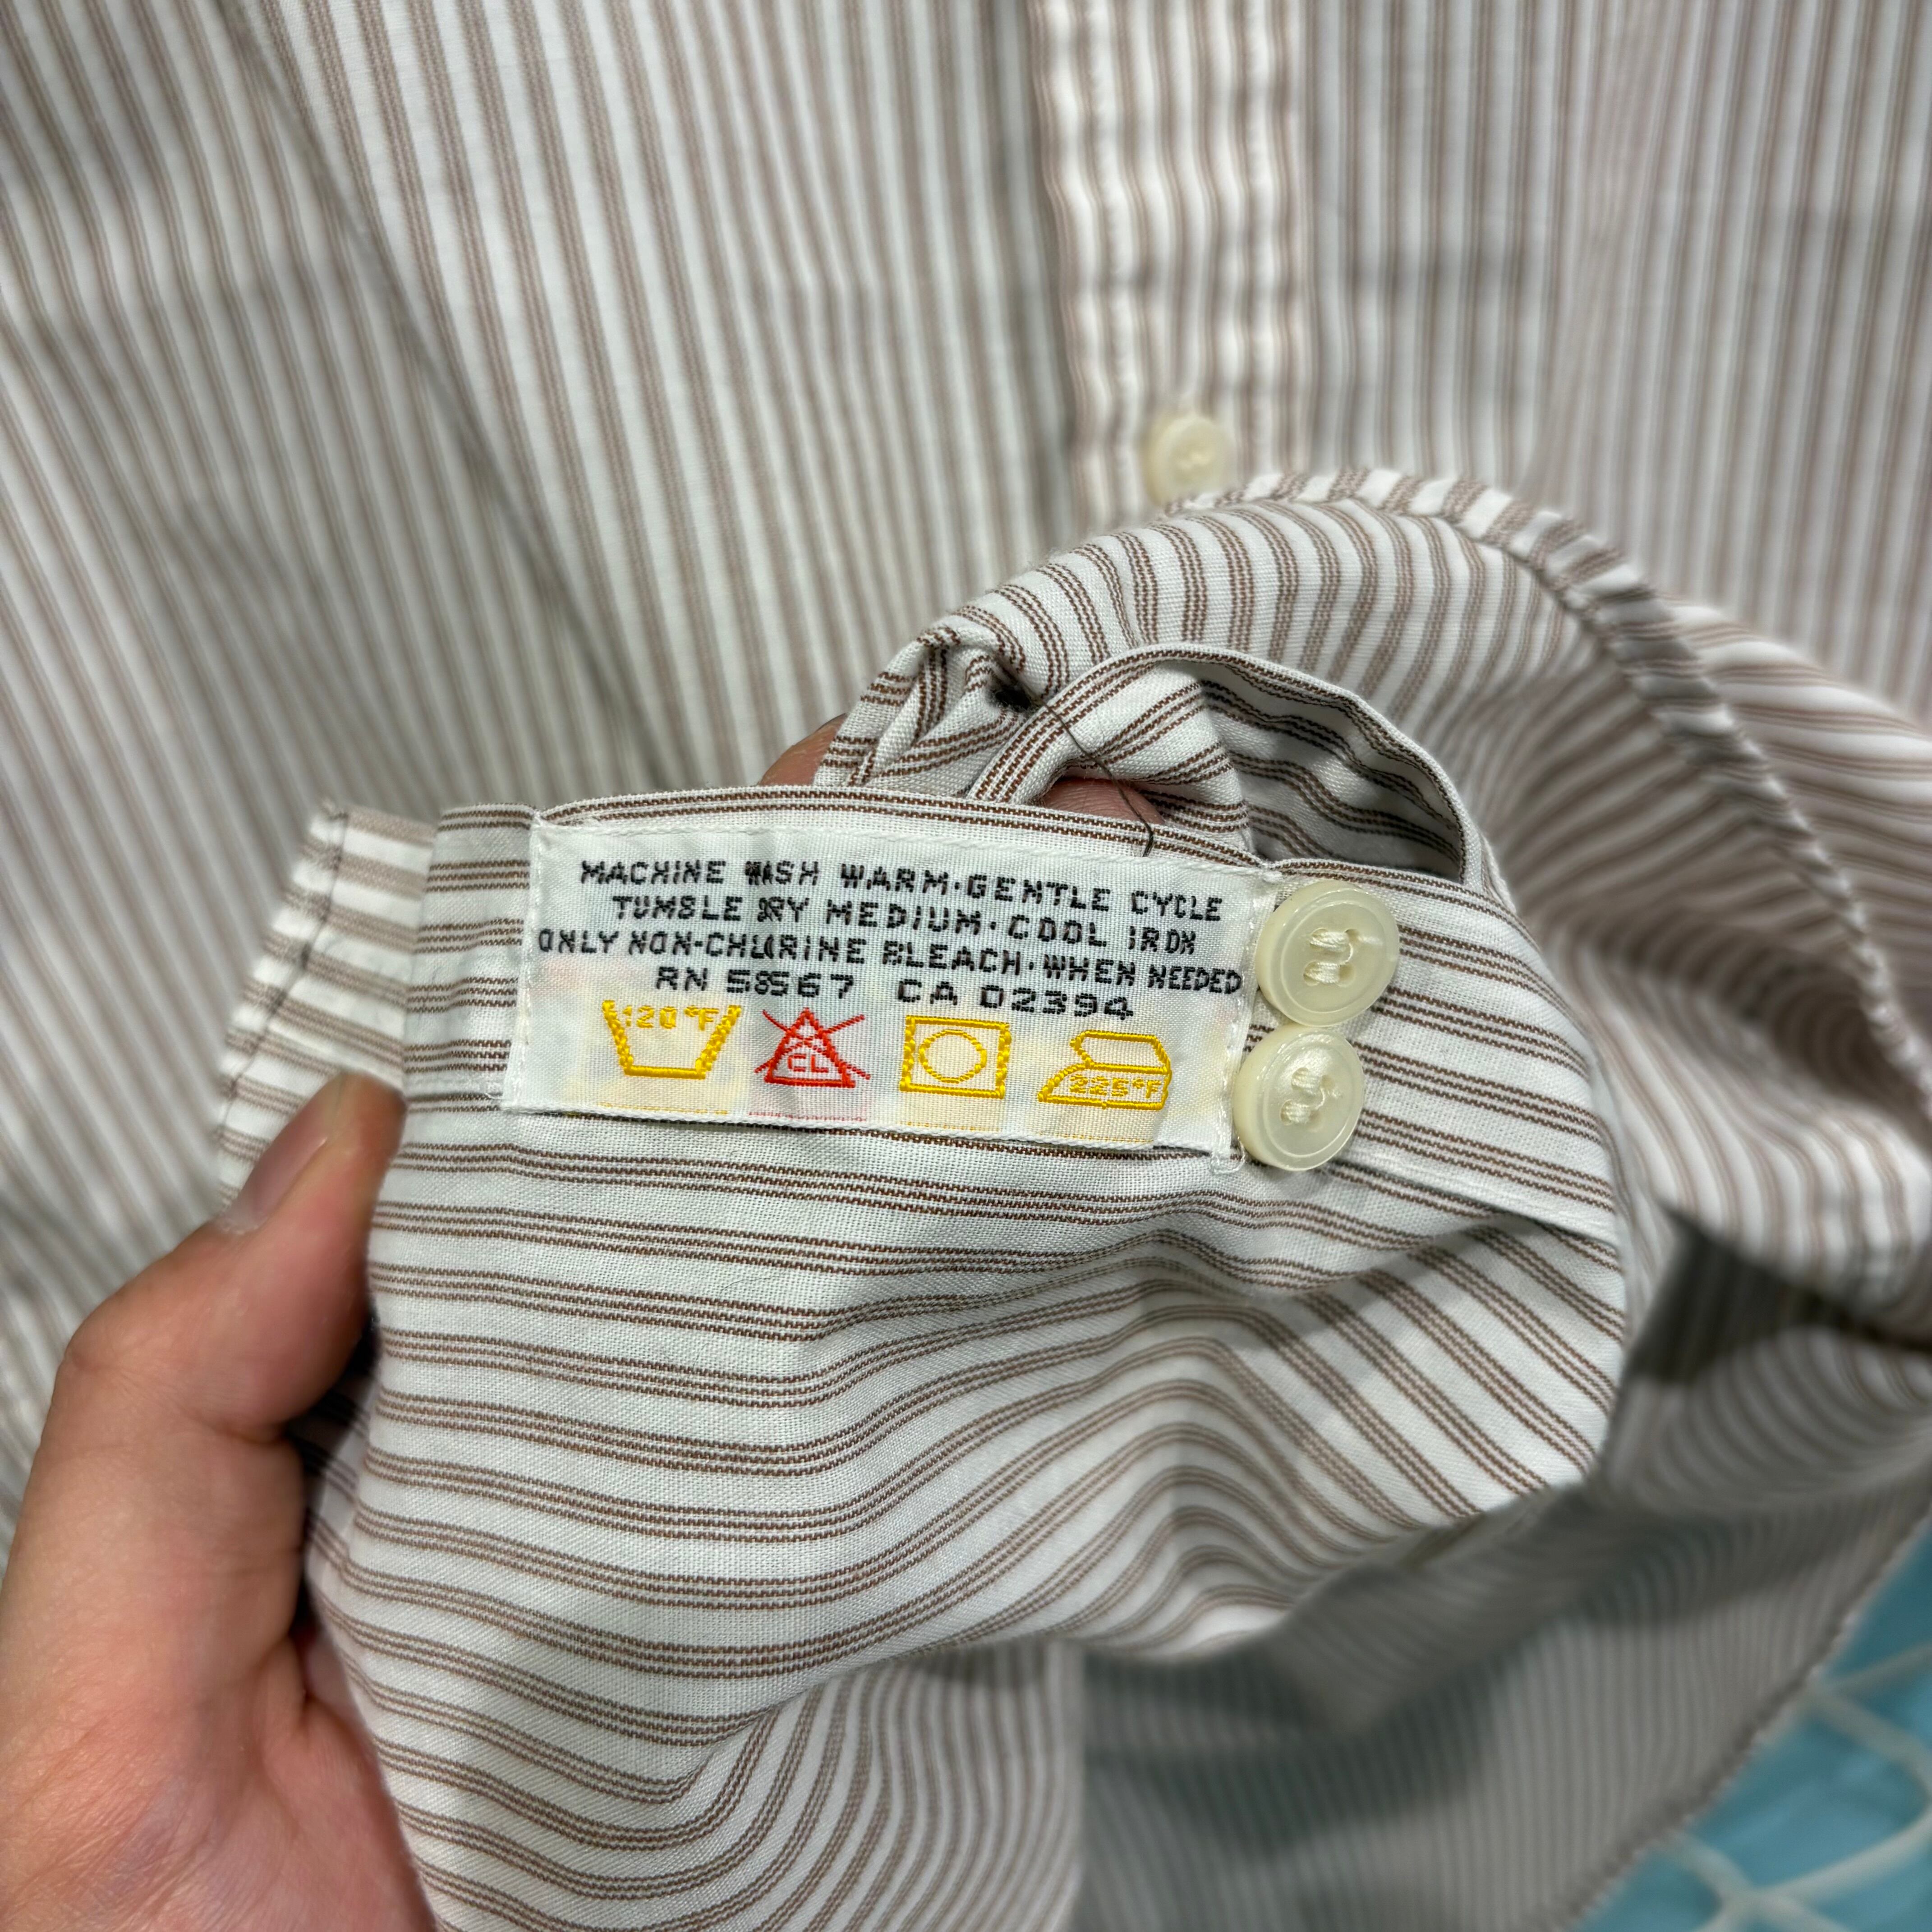 MACHINE WASH WARM·GENTLE CYCLE
TUMBLE DRY MEDIUM·COOL IRON
ONLY NON-CHLORINE BLEACH·WHEN NEEDED
RN 58567 CA 02394
120°F CL 225°F